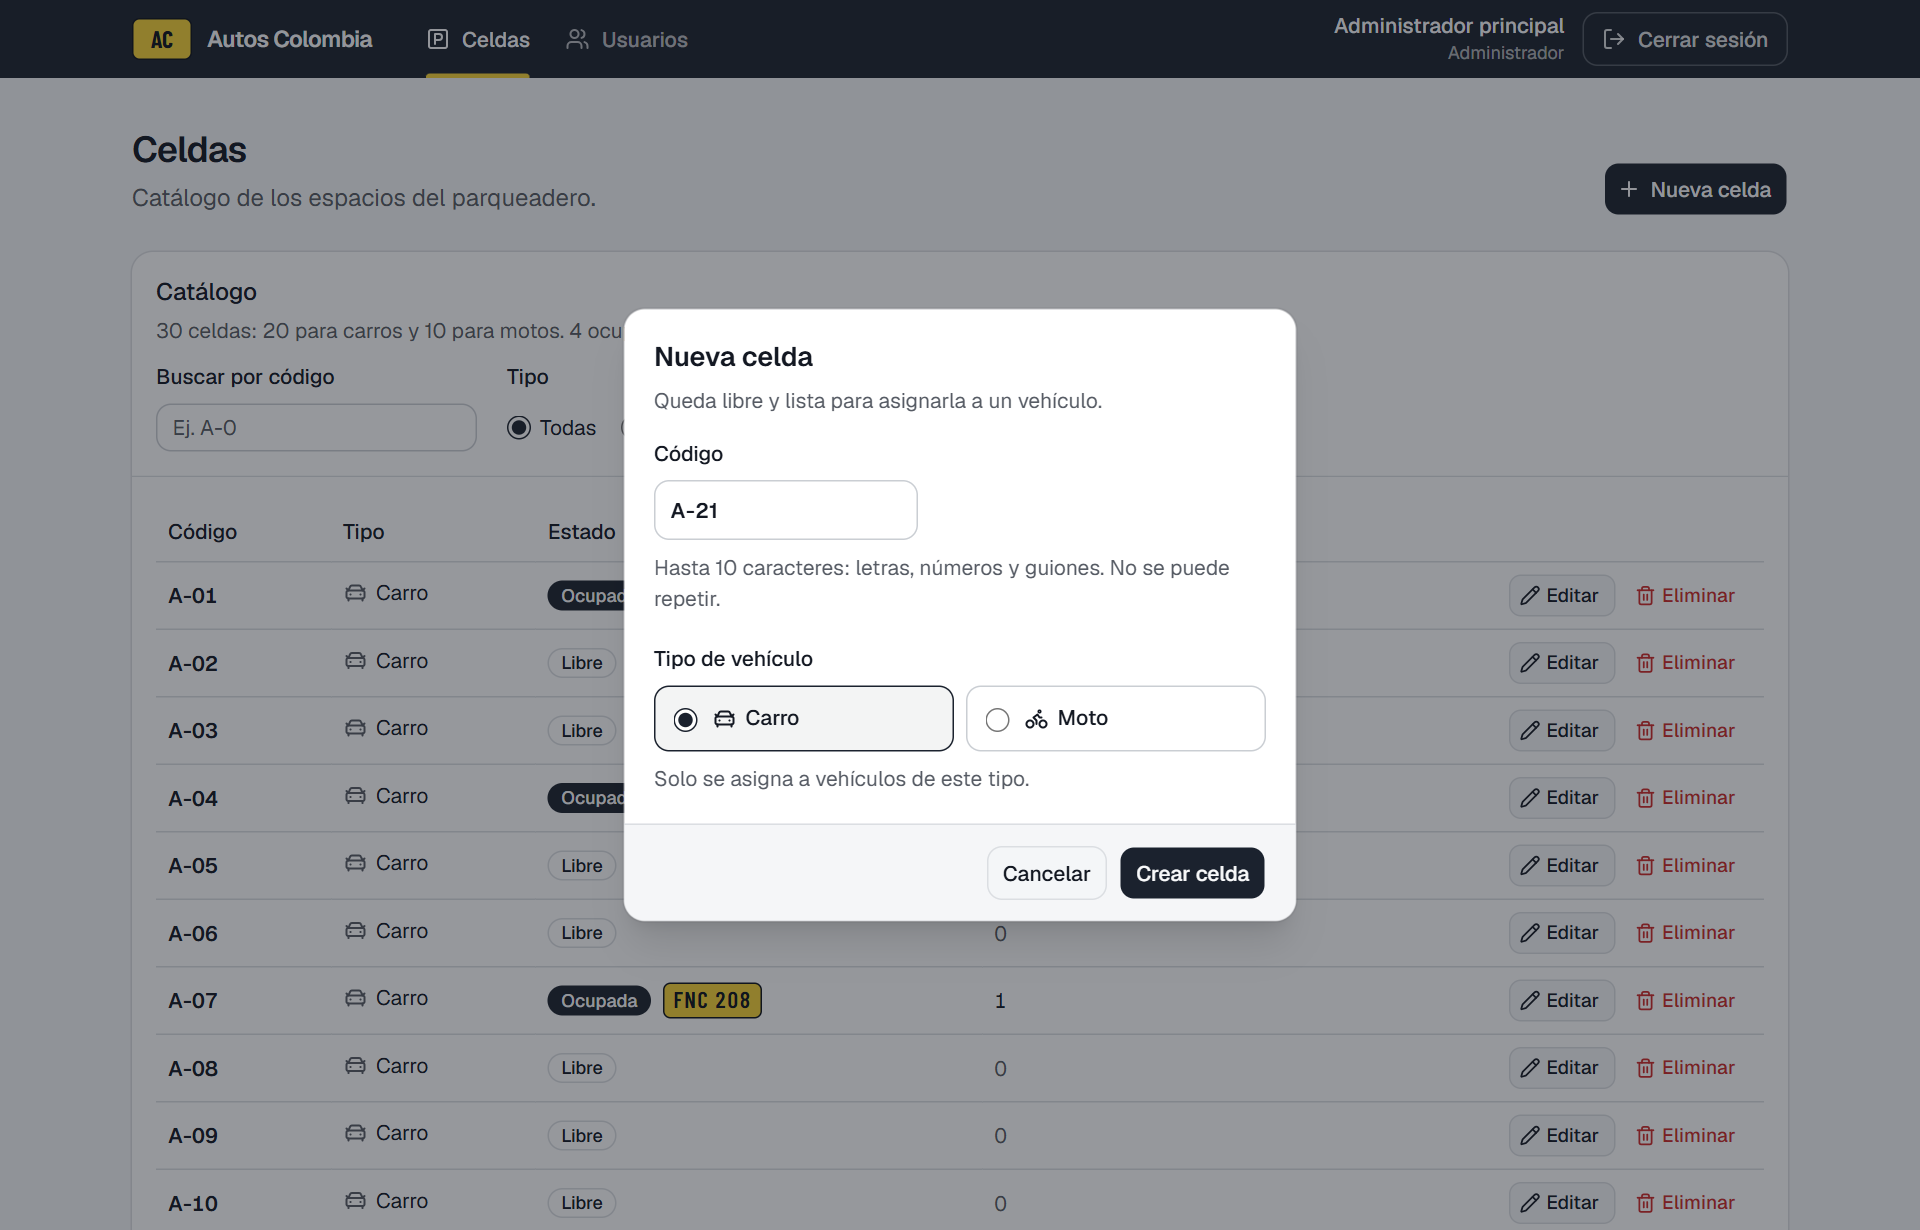 AC
Autos Colombia
Celdas
Usuarios
Administrador principal
Administrador
Cerrar sesión
Celdas
Catálogo de los espacios del parqueadero.
+ Nueva celda
Catálogo
30 celdas: 20 para carros y 10 para motos. 4 ocu
Buscar por código
Tipo
Ej. A-0
Todas
Código Tipo Estado
A-01 Carro Ocupad Editar Eliminar
A-02 Carro Libre Editar Eliminar
A-03 Carro Libre Editar Eliminar
A-04 Carro Ocupad Editar Eliminar
A-05 Carro Libre Editar Eliminar
A-06 Carro Libre 0 Editar Eliminar
A-07 Carro Ocupada FNC 208 1 Editar Eliminar
A-08 Carro Libre 0 Editar Eliminar
A-09 Carro Libre 0 Editar Eliminar
A-10 Carro Libre 0 Editar Eliminar
Nueva celda
Queda libre y lista para asignarla a un vehículo.
Código
A-21
Hasta 10 caracteres: letras, números y guiones. No se puede
repetir.
Tipo de vehículo
Carro
Moto
Solo se asigna a vehículos de este tipo.
Cancelar
Crear celda